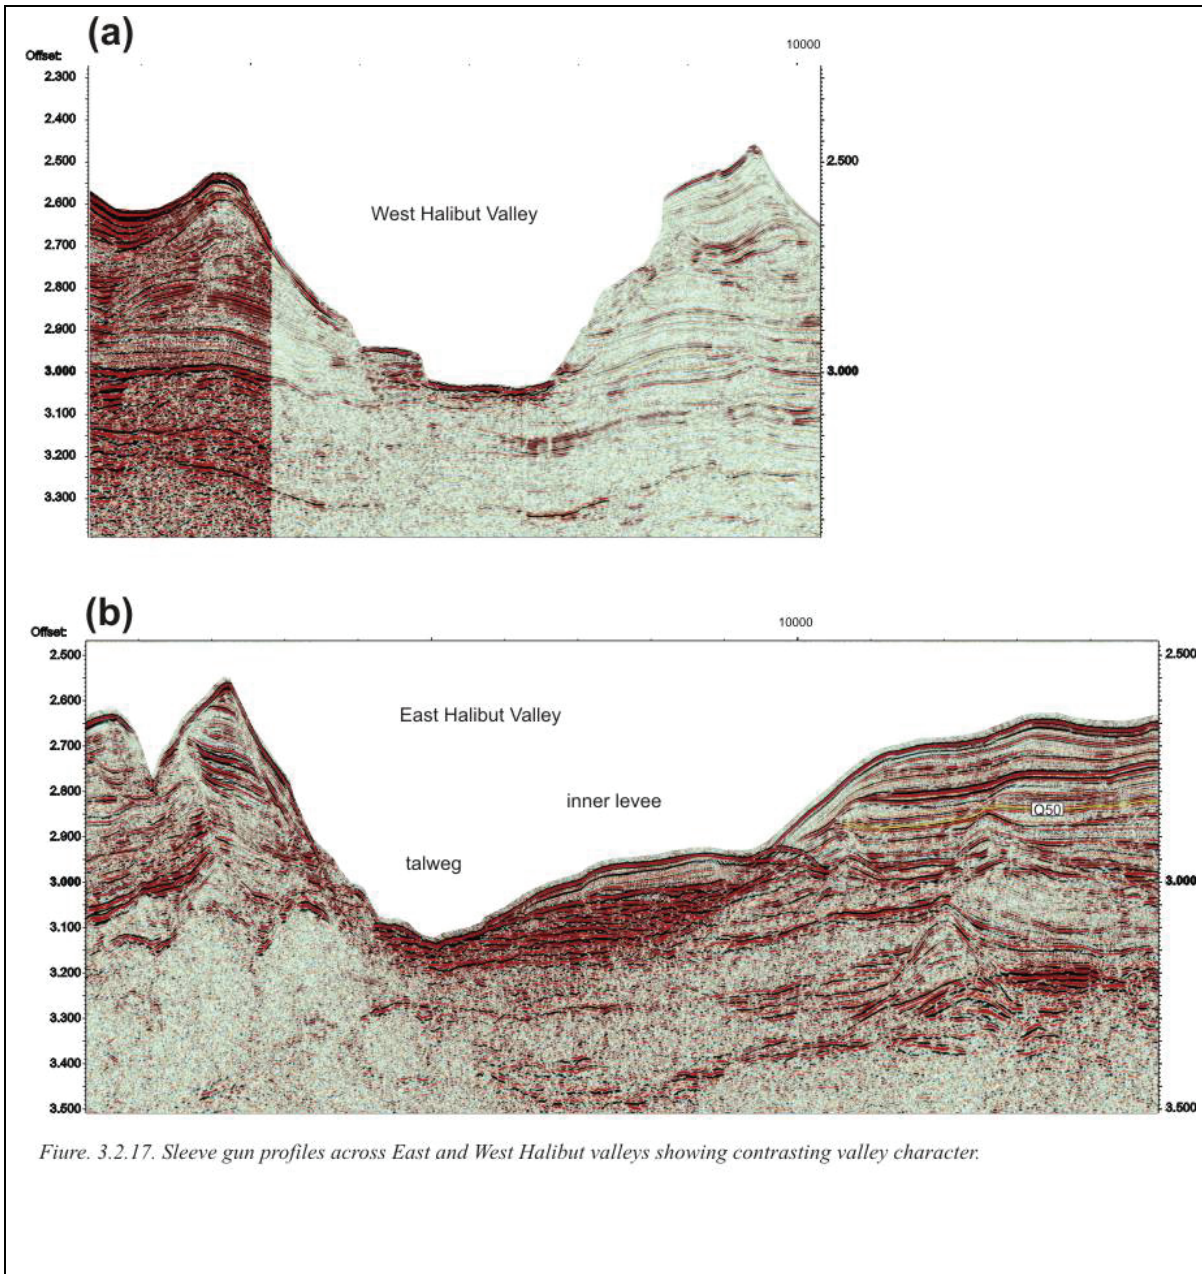 (a)
10000
Offset:
2.300
2.400
2.500
2.500
2.600
West Halibut Valley
2.700
2.800
2.900
3.000
3.000
3.100
3.200
3.300
(b)
10000
Offset:
2.500
2.500
2.600
East Halibut Valley
2.700
2.800
inner levee
Q50
2.900
talweg
3.000
3.000
3.100
3.200
3.300
3.400
3.500
3.500
Fiure. 3.2.17. Sleeve gun profiles across East and West Halibut valleys showing contrasting valley character.